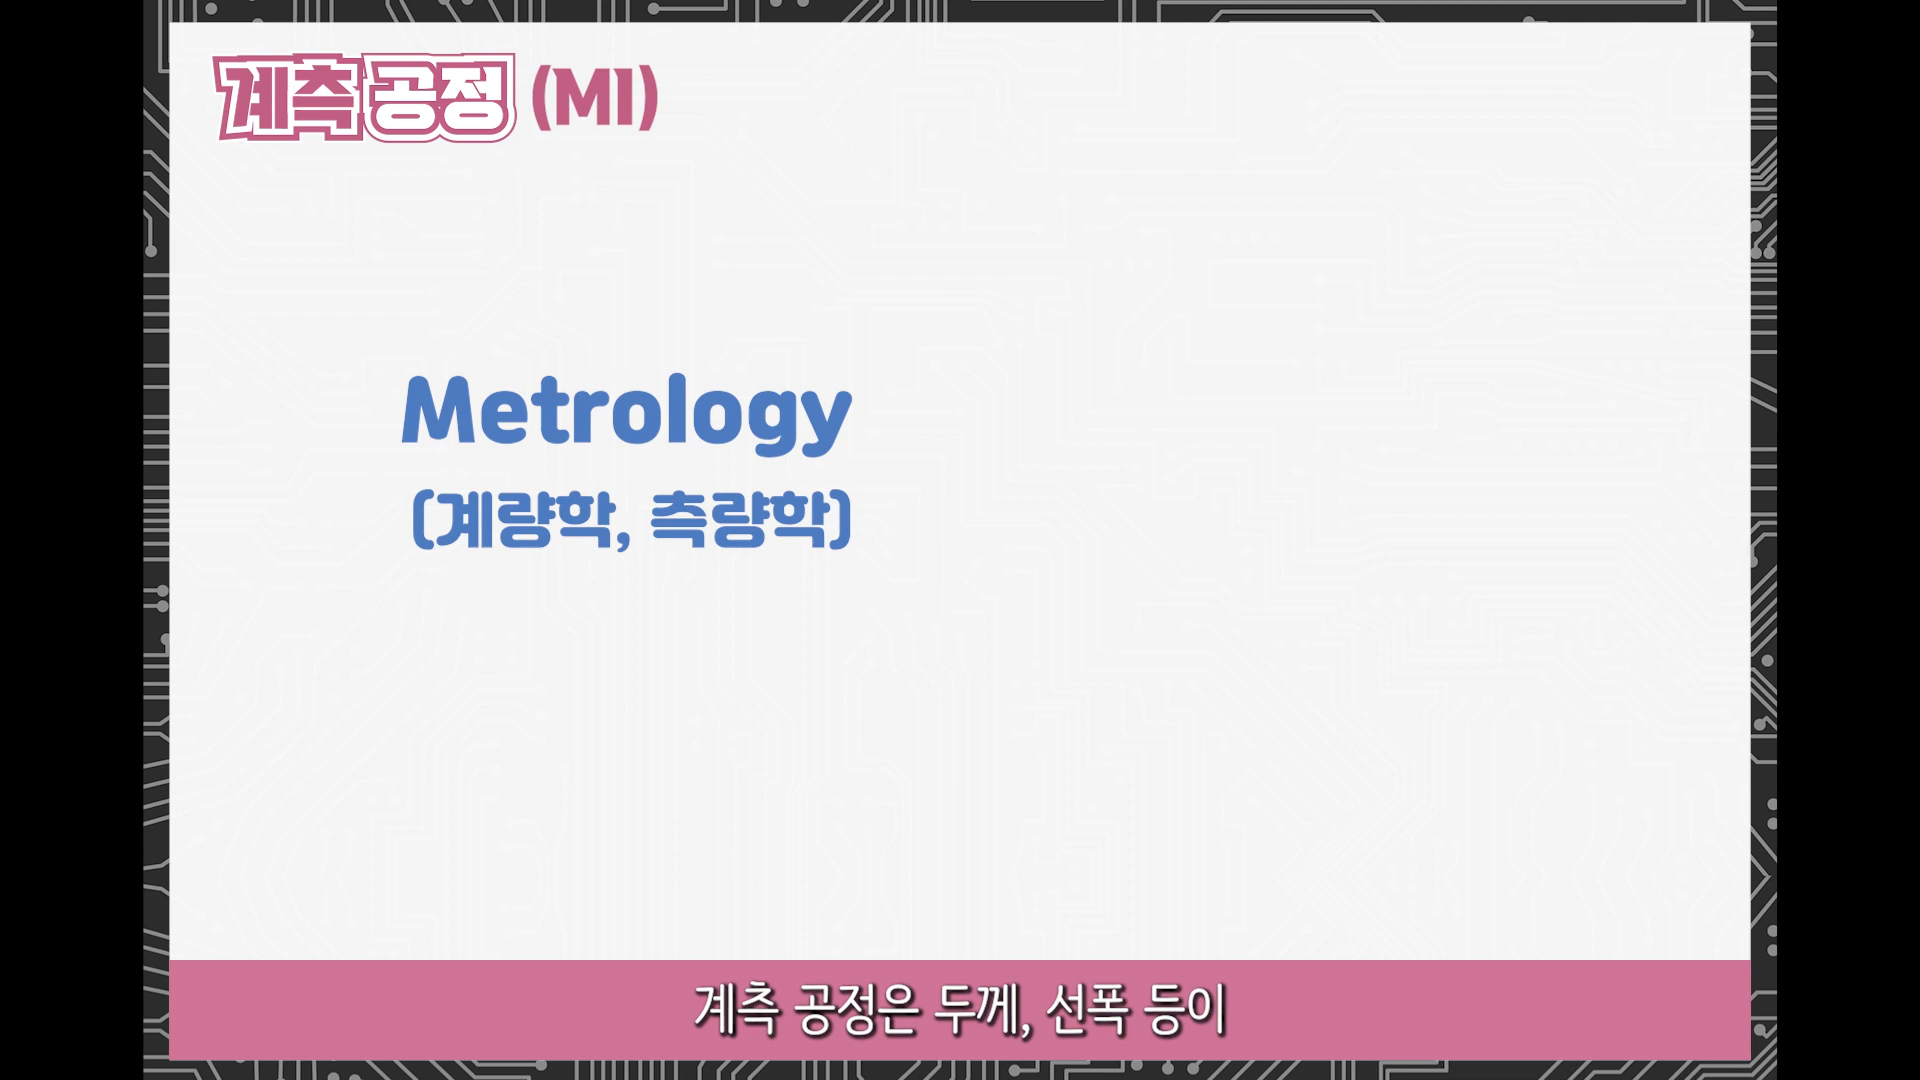 계측 공정 (MI)
Metrology
(계량학, 측량학)
계측 공정은 두께, 선폭 등이